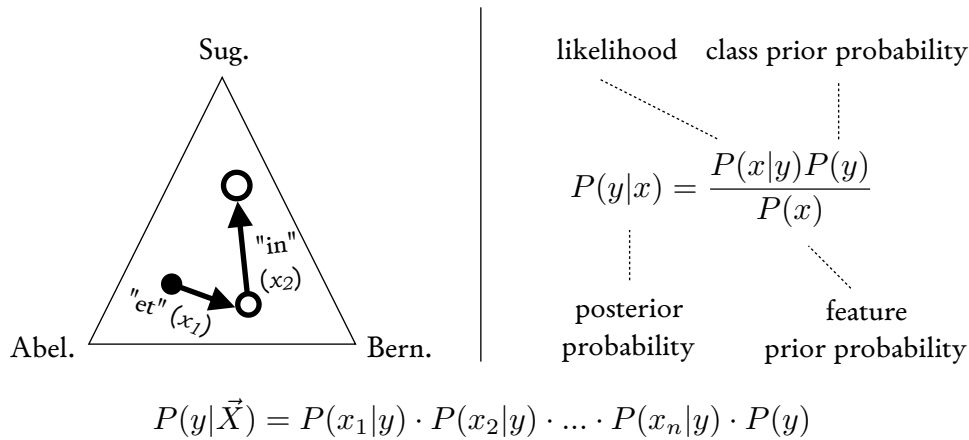 Sug.
"in"
(x₂)
"et" (x₁)
Abel.
Bern.
likelihood
class prior probability
P(y|x) = P(x|y)P(y) / P(x)
posterior
probability
feature
prior probability
P(y|X⃗) = P(x₁|y) · P(x₂|y) · ... · P(xₙ|y) · P(y)